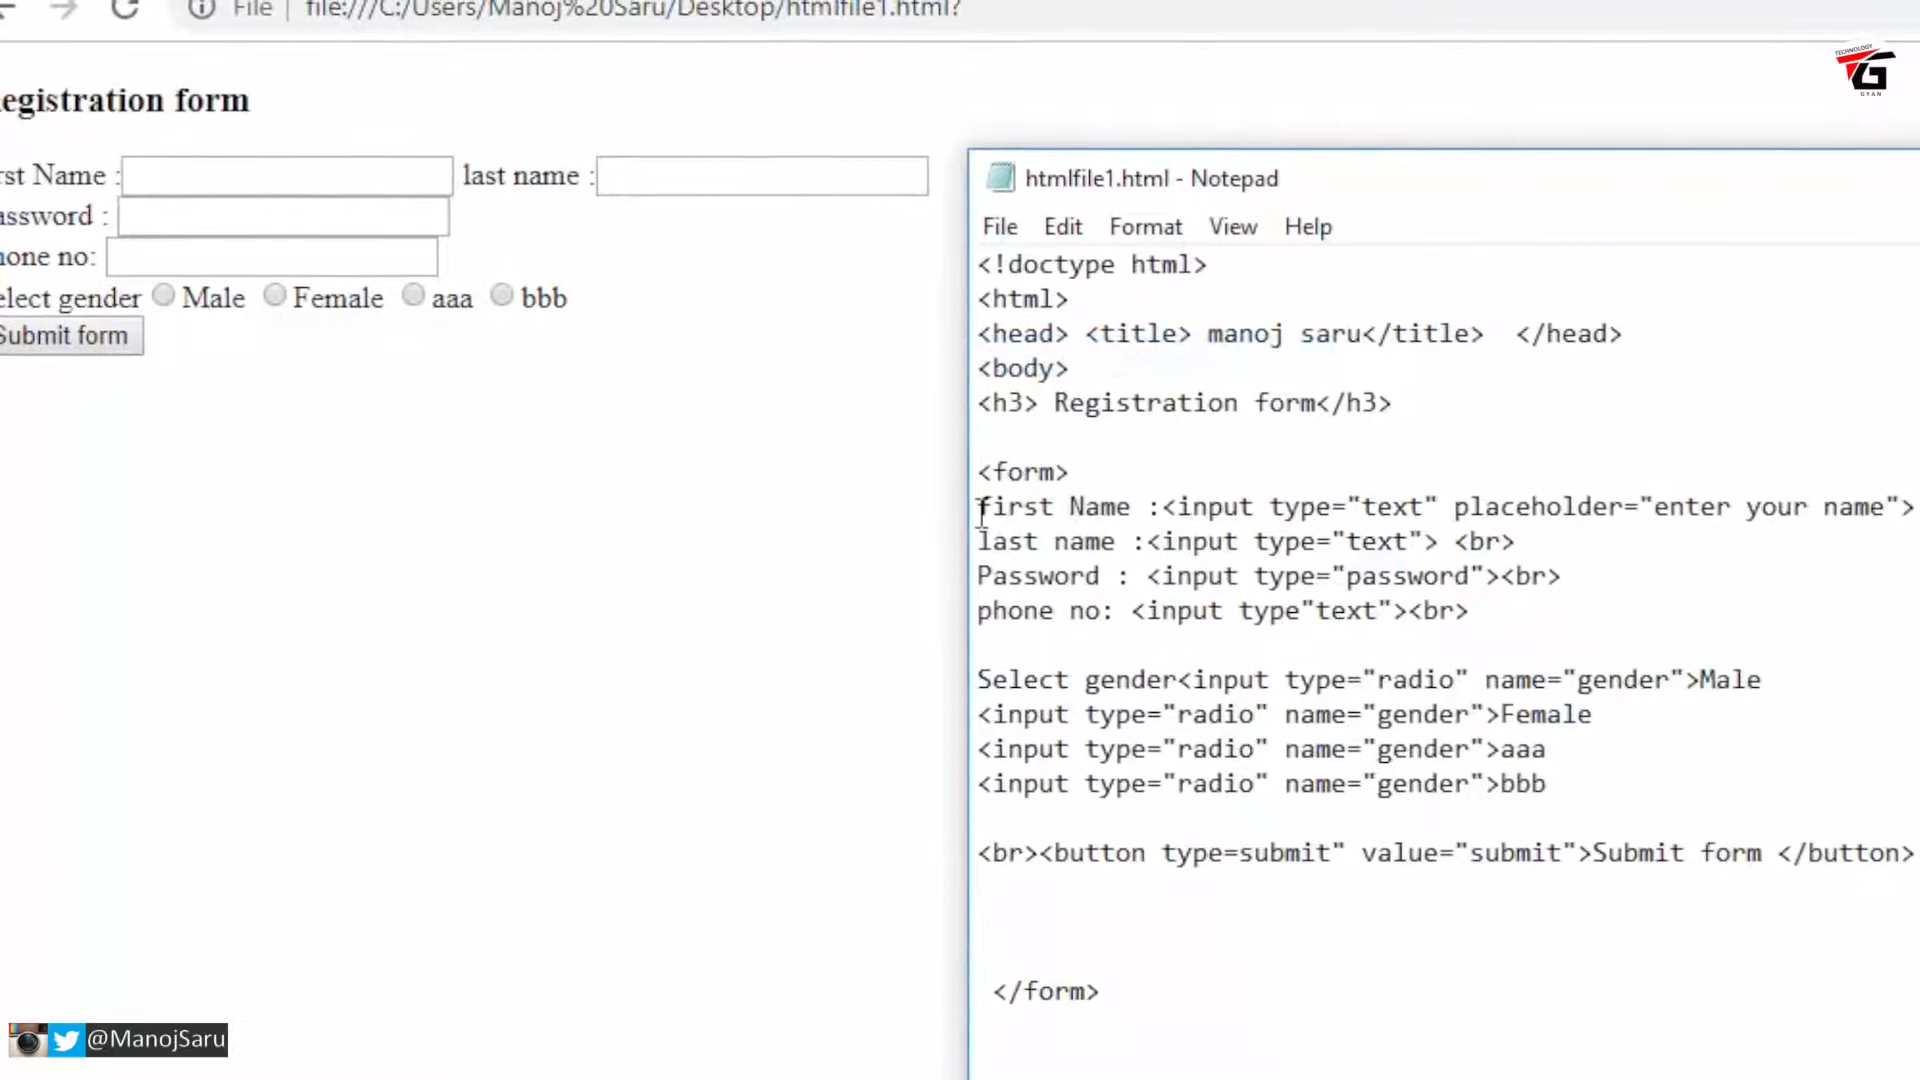 File | file:///C:/Users/Manoj%20Saru/Desktop/htmlfile1.html?
TECHNOLOGY
G
GYAN
egistration form
rst Name :
last name :
assword :
one no:
elect gender Male Female aaa bbb
Submit form
htmlfile1.html - Notepad
File Edit Format View Help
<!doctype html>
<html>
<head> <title> manoj saru</title>  </head>
<body>
<h3> Registration form</h3>
<form>
first Name :<input type="text" placeholder="enter your name">
last name :<input type="text"> <br>
Password : <input type="password"><br>
phone no: <input type"text"><br>
Select gender<input type="radio" name="gender">Male
<input type="radio" name="gender">Female
<input type="radio" name="gender">aaa
<input type="radio" name="gender">bbb
<br><button type=submit" value="submit">Submit form </button>
</form>
@ManojSaru